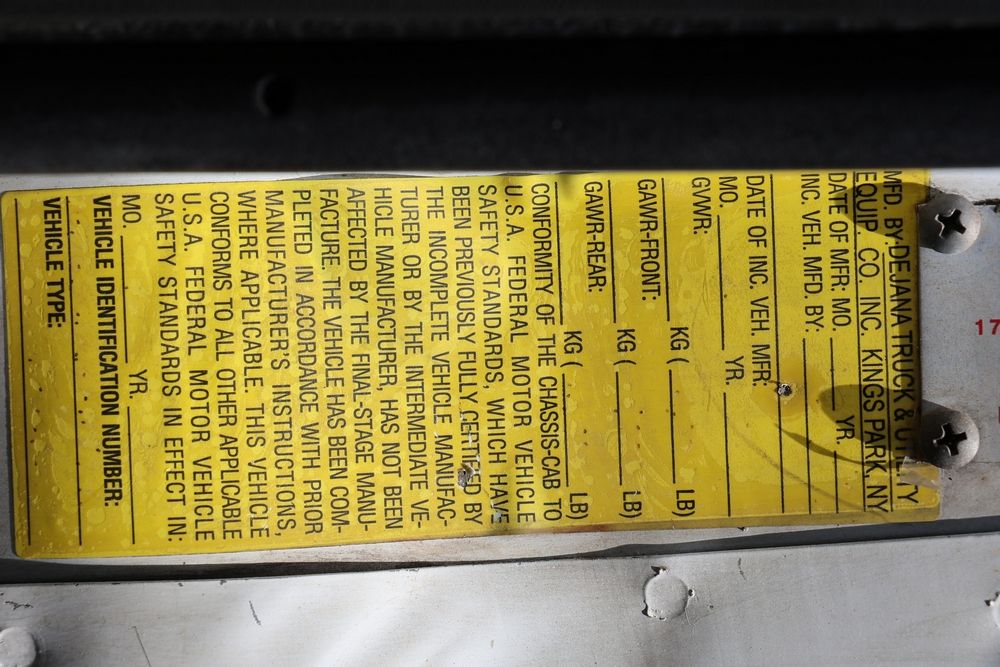 MFD. BY DEJANA TRUCK & UTILITY
EQUIP. CO. INC. KINGS PARK, NY
DATE OF MFR: MO. YR.
INC. VEH. MFD. BY:
DATE OF INC. VEH. MFR:
MO. YR.
GVWR:
GAWR-FRONT: KG ( LB)
GAWR-REAR: KG ( LB)
CONFORMITY OF THE CHASSIS-CAB TO
U.S.A. FEDERAL MOTOR VEHICLE
SAFETY STANDARDS, WHICH HAVE
BEEN PREVIOUSLY FULLY CERTIFIED BY
THE INCOMPLETE VEHICLE MANUFAC-
TURER OR BY THE INTERMEDIATE VE-
HICLE MANUFACTURER, HAS NOT BEEN
AFFECTED BY THE FINAL-STAGE MANU-
FACTURE. THE VEHICLE HAS BEEN COM-
PLETED IN ACCORDANCE WITH PRIOR
MANUFACTURER'S INSTRUCTIONS,
WHERE APPLICABLE. THIS VEHICLE
CONFORMS TO ALL OTHER APPLICABLE
U.S.A. FEDERAL MOTOR VEHICLE
SAFETY STANDARDS IN EFFECT IN:
MO. YR.
VEHICLE IDENTIFICATION NUMBER:
VEHICLE TYPE:
17